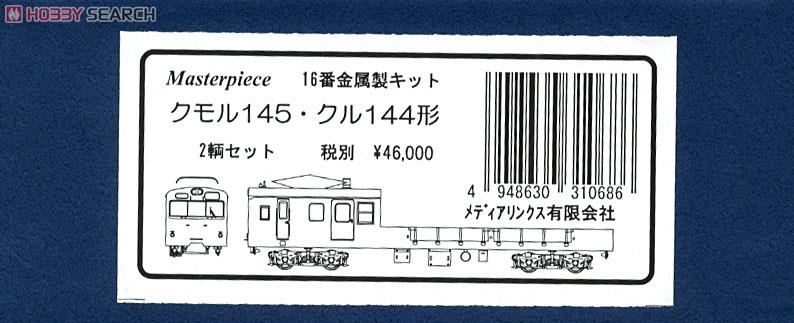 HOBBY SEARCH
Masterpiece 16番金属製キット
クモル145・クル144形
2輌セット 税別 ¥46,000
4 948630 310686
メディアリンクス有限会社